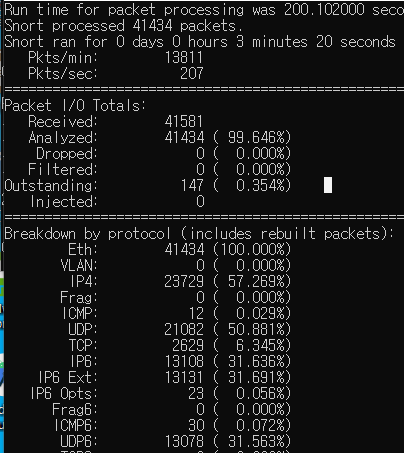 Run time for packet processing was 200.102000 seco
Snort processed 41434 packets.
Snort ran for 0 days 0 hours 3 minutes 20 seconds
Pkts/min: 13811
Pkts/sec: 207
===============================================================
Packet I/O Totals:
Received: 41581
Analyzed: 41434 ( 99.646%)
Dropped: 0 ( 0.000%)
Filtered: 0 ( 0.000%)
Outstanding: 147 ( 0.354%)
Injected: 0
===============================================================
Breakdown by protocol (includes rebuilt packets):
Eth: 41434 (100.000%)
VLAN: 0 ( 0.000%)
IP4: 23729 ( 57.269%)
Frag: 0 ( 0.000%)
ICMP: 12 ( 0.029%)
UDP: 21082 ( 50.881%)
TCP: 2629 ( 6.345%)
IP6: 13108 ( 31.636%)
IP6 Ext: 13131 ( 31.691%)
IP6 Opts: 23 ( 0.056%)
Frag6: 0 ( 0.000%)
ICMP6: 30 ( 0.072%)
UDP6: 13078 ( 31.563%)